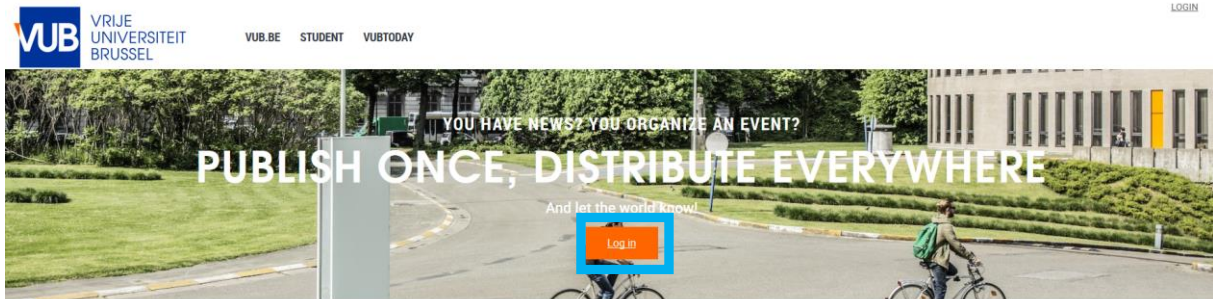 LOGIN
VUB
VRIJE
UNIVERSITEIT
BRUSSEL
VUB.BE STUDENT VUBTODAY
YOU HAVE NEWS? YOU ORGANIZE AN EVENT?
PUBLISH ONCE, DISTRIBUTE EVERYWHERE
And let the world know!
Log in